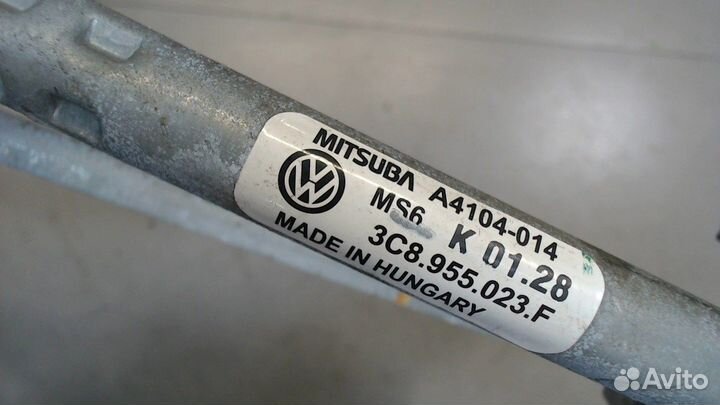 MITSUBA A4104-014
MS6 K 01.28
3C8.955.023.F
MADE IN HUNGARY
Avito